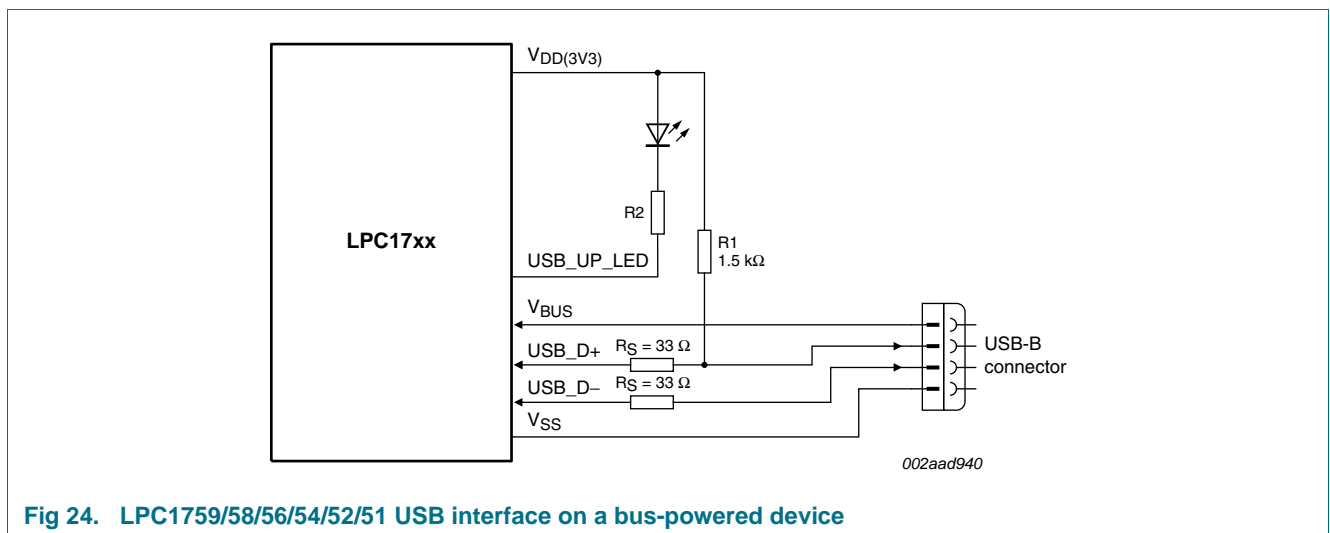 VDD(3V3)
R2
LPC17xx
R1
1.5 kΩ
USB_UP_LED
VBUS
USB_D+
RS = 33 Ω
USB-B
connector
USB_D−
RS = 33 Ω
VSS
002aad940
Fig 24. LPC1759/58/56/54/52/51 USB interface on a bus-powered device